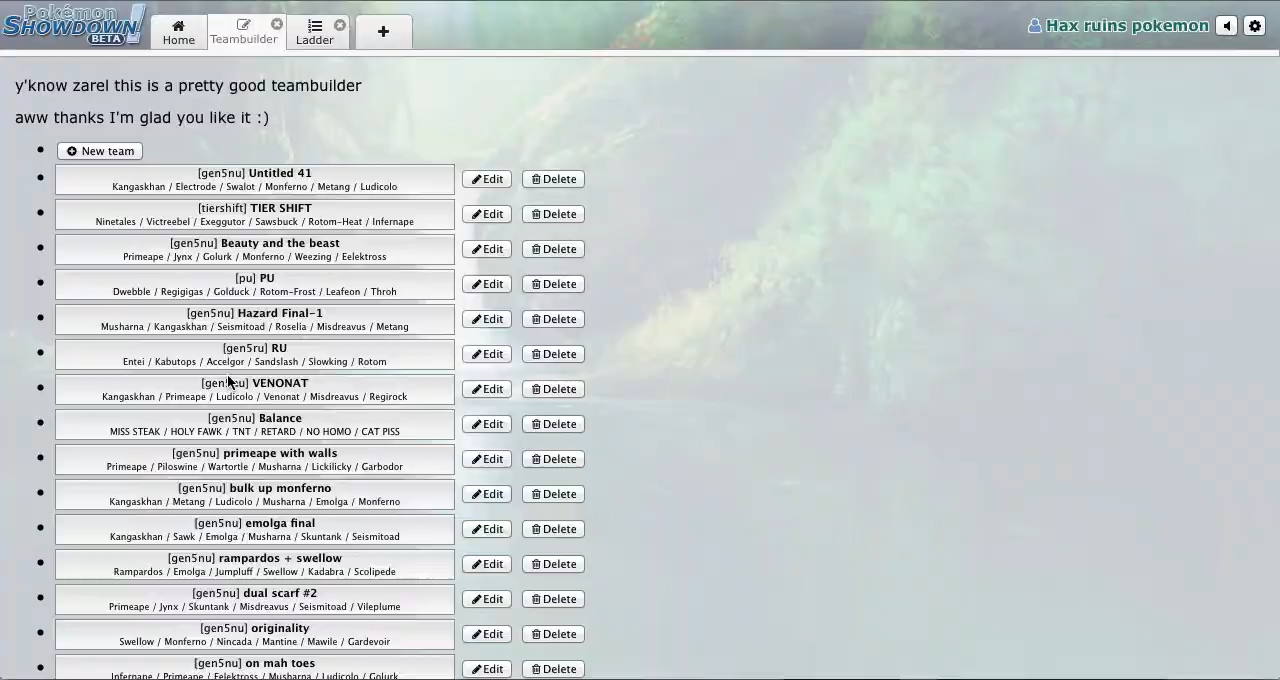 Pokémon
SHOWDOWN!
BETA
Home
Teambuilder
Ladder
Hax ruins pokemon
y'know zarel this is a pretty good teambuilder
aww thanks I'm glad you like it :)
New team
[gen5nu] Untitled 41
Kangaskhan / Electrode / Swalot / Monferno / Metang / Ludicolo
Edit Delete
[tiershift] TIER SHIFT
Ninetales / Victreebel / Exeggutor / Sawsbuck / Rotom-Heat / Infernape
Edit Delete
[gen5nu] Beauty and the beast
Primeape / Jynx / Golurk / Monferno / Weezing / Eelektross
Edit Delete
[pu] PU
Dwebble / Regigigas / Golduck / Rotom-Frost / Leafeon / Throh
Edit Delete
[gen5nu] Hazard Final-1
Musharna / Kangaskhan / Seismitoad / Roselia / Misdreavus / Metang
Edit Delete
[gen5ru] RU
Entei / Kabutops / Accelgor / Sandslash / Slowking / Rotom
Edit Delete
VENONAT
Kangaskhan / Primeape / Ludicolo / Venonat / Misdreavus / Regirock
Edit Delete
[gen5nu] Balance
MISS STEAK / HOLY FAWK / TNT / RETARD / NO HOMO / CAT PISS
Edit Delete
[gen5nu] primeape with walls
Primeape / Piloswine / Wartortle / Musharna / Lickilicky / Garbodor
Edit Delete
[gen5nu] bulk up monferno
Kangaskhan / Metang / Ludicolo / Musharna / Emolga / Monferno
Edit Delete
[gen5nu] emolga final
Kangaskhan / Sawk / Emolga / Musharna / Skuntank / Seismitoad
Edit Delete
[gen5nu] rampardos + swellow
Rampardos / Emolga / Jumpluff / Swellow / Kadabra / Scolipede
Edit Delete
[gen5nu] dual scarf #2
Primeape / Jynx / Skuntank / Misdreavus / Seismitoad / Vileplume
Edit Delete
[gen5nu] originality
Swellow / Monferno / Nincada / Mantine / Mawile / Gardevoir
Edit Delete
[gen5nu] on mah toes
Infernape / Primeape / Eelektross / Musharna / Ludicolo / Golurk
Edit Delete